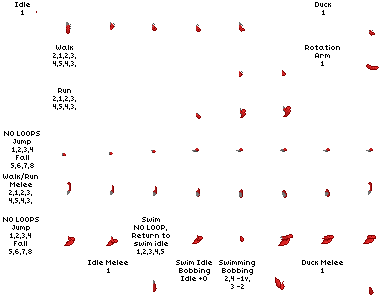 Idle
1
Duck
1
Walk
2,1,2,3,
4,5,4,3,
Rotation
Arm
1
Run
2,1,2,3,
4,5,4,3,
NO LOOPS
Jump
1,2,3,4
Fall
5,6,7,8
Walk/Run
Melee
2,1,2,3,
4,5,4,3,
NO LOOPS
Jump
1,2,3,4
Fall
5,6,7,8
Swim
NO LOOP,
Return to
swim idle
1,2,3,4,5
Idle Melee
1
Swim Idle
Bobbing
Idle +0
Swimming
Bobbing
2,4 -1v,
3 -2
Duck Melee
1